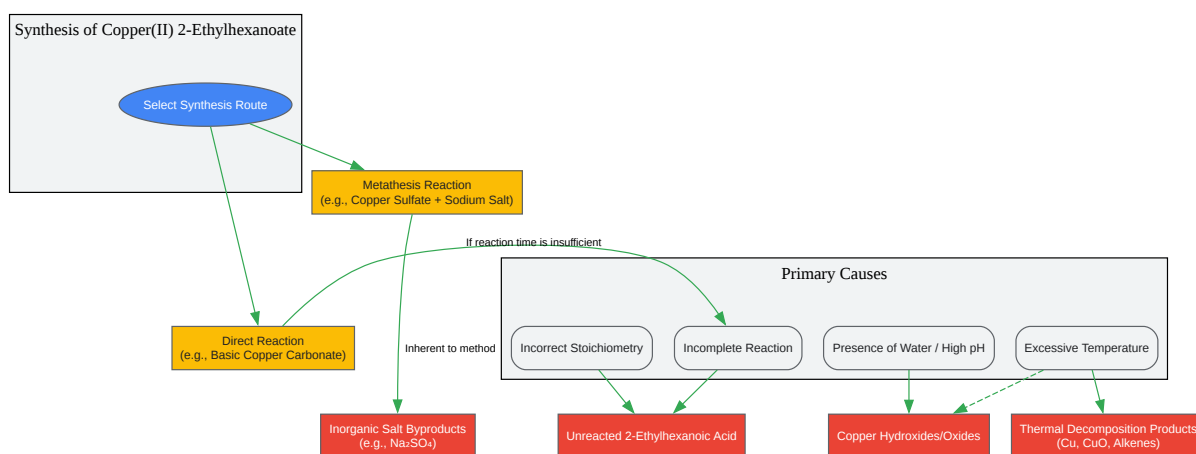 Synthesis of Copper(II) 2-Ethylhexanoate
Select Synthesis Route
Metathesis Reaction
(e.g., Copper Sulfate + Sodium Salt)
If reaction time is insufficient
Primary Causes
Direct Reaction
(e.g., Basic Copper Carbonate)
Inherent to method
Incorrect Stoichiometry
Incomplete Reaction
Presence of Water / High pH
Excessive Temperature
Inorganic Salt Byproducts
(e.g., Na₂SO₄)
Unreacted 2-Ethylhexanoic Acid
Copper Hydroxides/Oxides
Thermal Decomposition Products
(Cu, CuO, Alkenes)